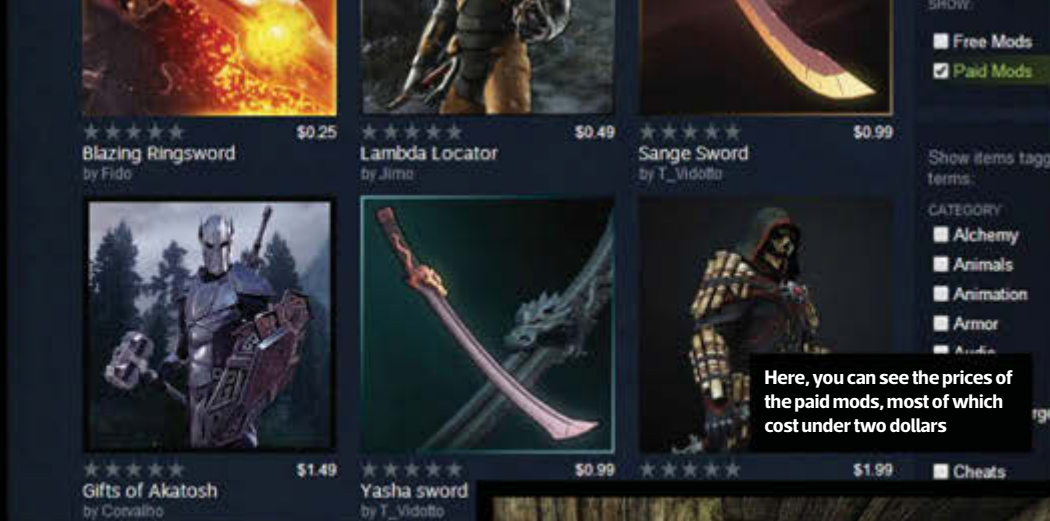 SHOW:
Free Mods
Paid Mods
$0.25
Blazing Ringsword
by Fido
$0.49
Lambda Locator
by Jimo
$0.99
Sange Sword
by T_Vidotto
Show items tagg
terms:
CATEGORY
Alchemy
Animals
Animation
Armor
Audio
Cheats
$1.49
Gifts of Akatosh
by Corvalho
$0.99
Yasha sword
by T_Vidotto
$1.99
Here, you can see the prices of
the paid mods, most of which
cost under two dollars